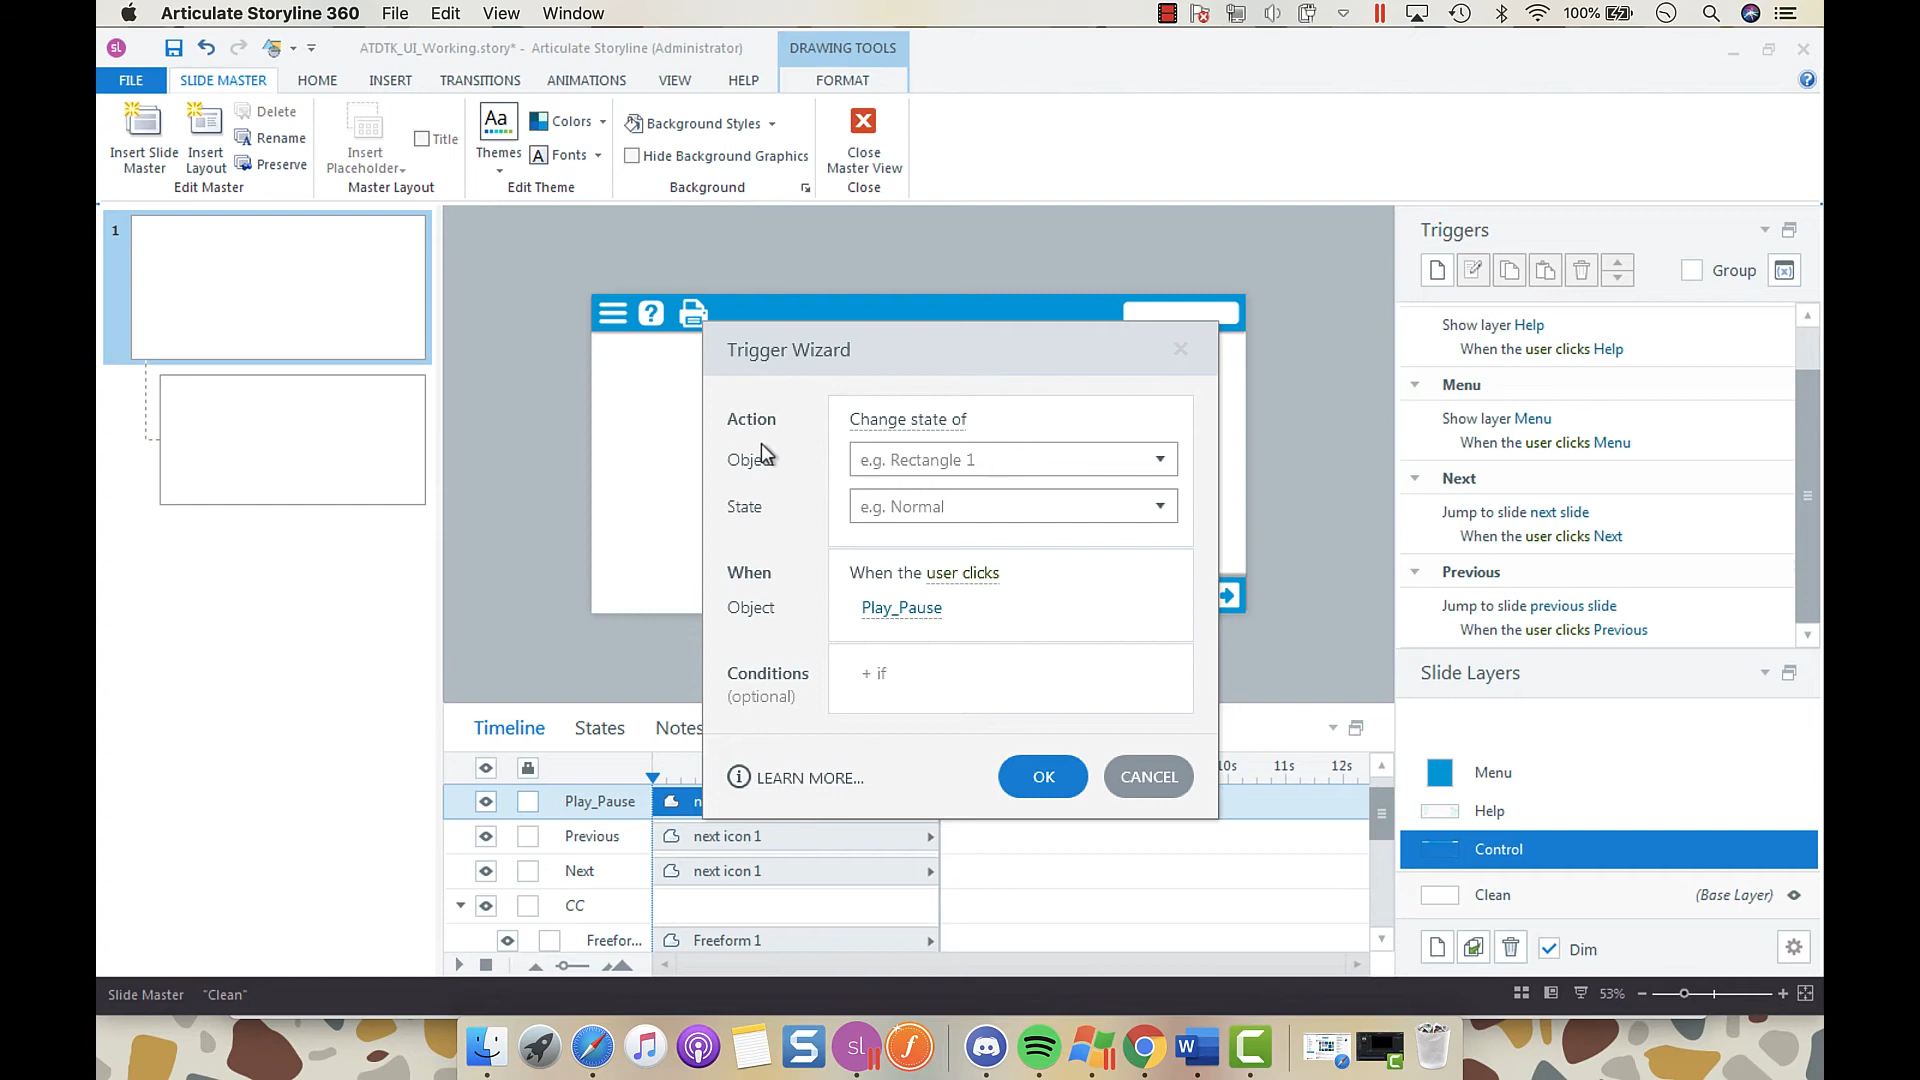 Articulate Storyline 360 File Edit View Window 100%
sl ATDTK_UI_Working.story* - Articulate Storyline (Administrator) DRAWING TOOLS
FILE SLIDE MASTER HOME INSERT TRANSITIONS ANIMATIONS VIEW HELP FORMAT
Insert Slide Master
Insert Layout
Delete
Rename
Preserve
Edit Master
Insert Placeholder
Title
Master Layout
Aa
Themes
Colors
A Fonts
Edit Theme
Background Styles
Hide Background Graphics
Background
Close Master View
Close
1
?
Trigger Wizard
Action Change state of
Object e.g. Rectangle 1
State e.g. Normal
When When the user clicks
Object Play_Pause
Conditions + if
(optional)
LEARN MORE...
OK CANCEL
Triggers
Group (x)
Show layer Help
When the user clicks Help
Menu
Show layer Menu
When the user clicks Menu
Next
Jump to slide next slide
When the user clicks Next
Previous
Jump to slide previous slide
When the user clicks Previous
Slide Layers
Menu
Help
Control
Clean (Base Layer)
Dim
Timeline States Notes
11s 12s
Play_Pause
Previous next icon 1
Next next icon 1
CC
Freefor... Freeform 1
Slide Master "Clean" 53%
S sl f W C